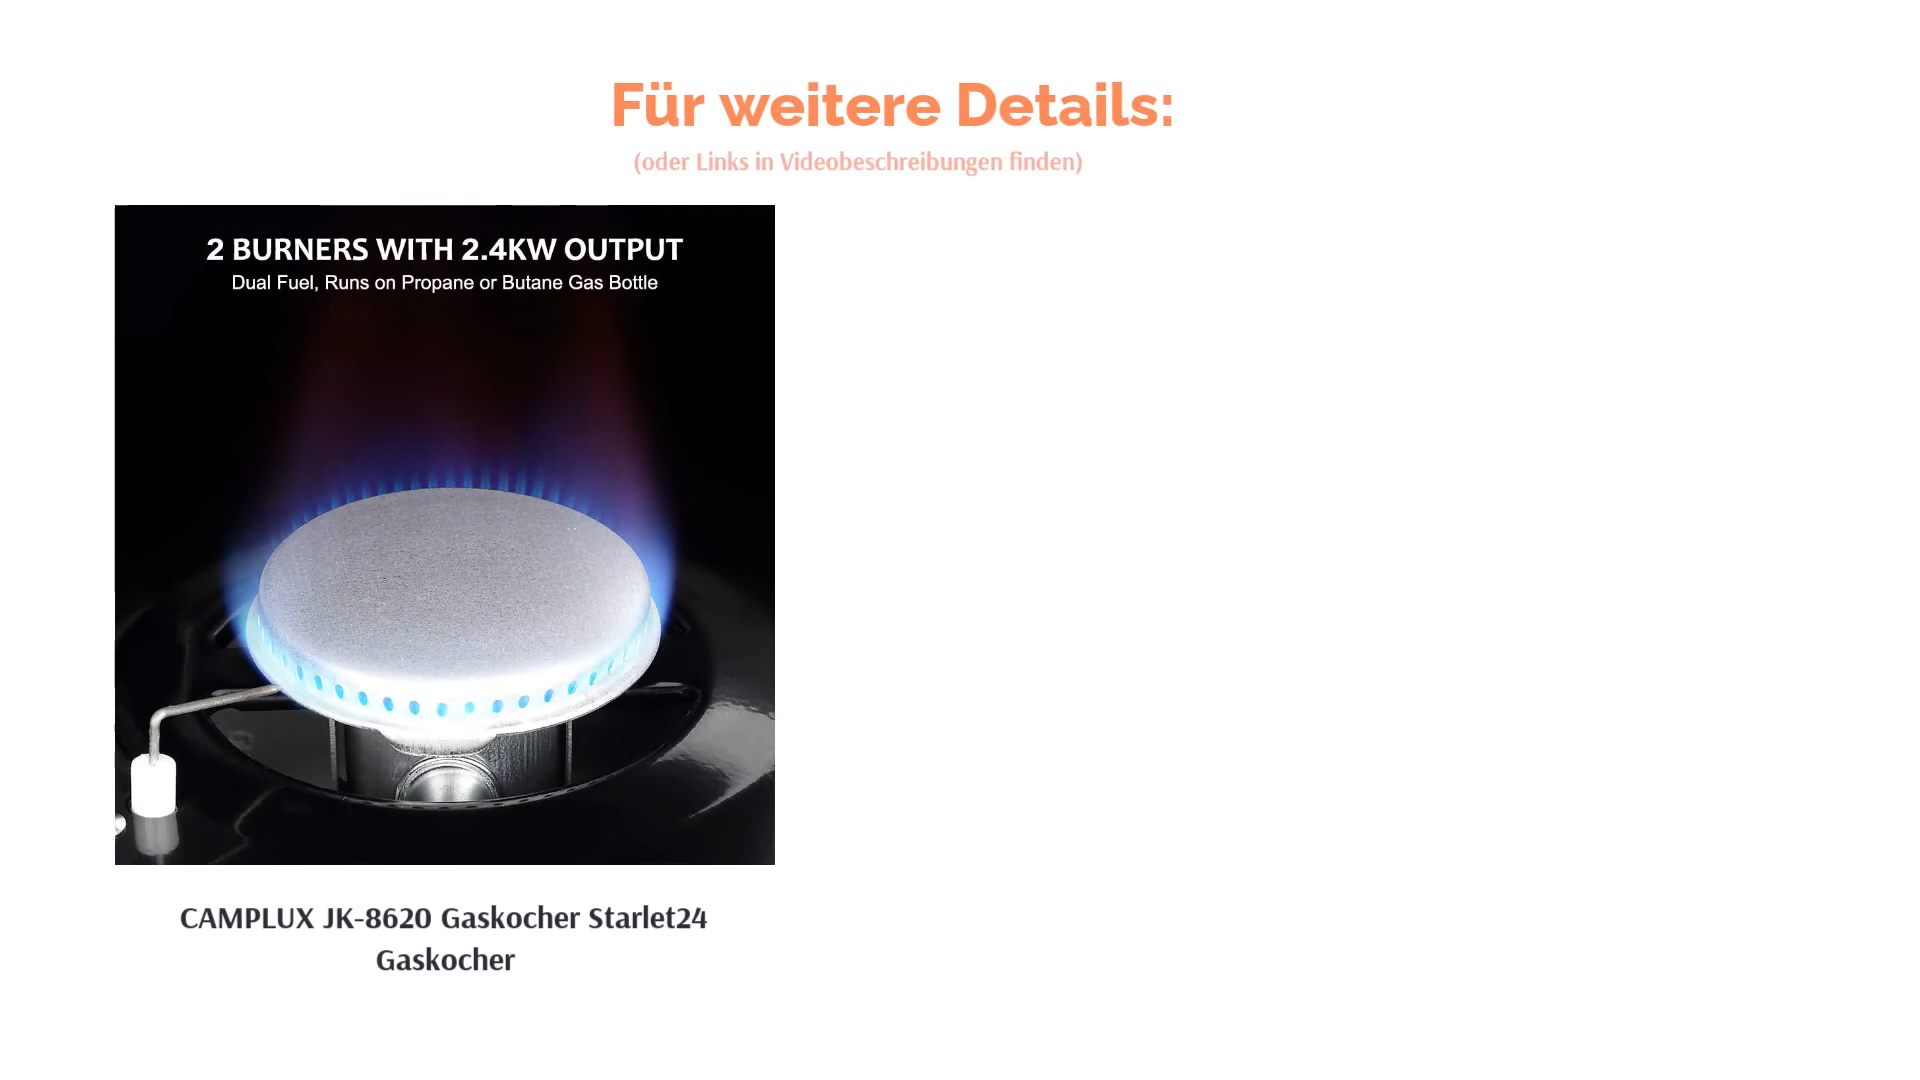 Für weitere Details:
(oder Links in Videobeschreibungen finden)
2 BURNERS WITH 2.4KW OUTPUT
Dual Fuel, Runs on Propane or Butane Gas Bottle
CAMPLUX JK-8620 Gaskocher Starlet24
Gaskocher